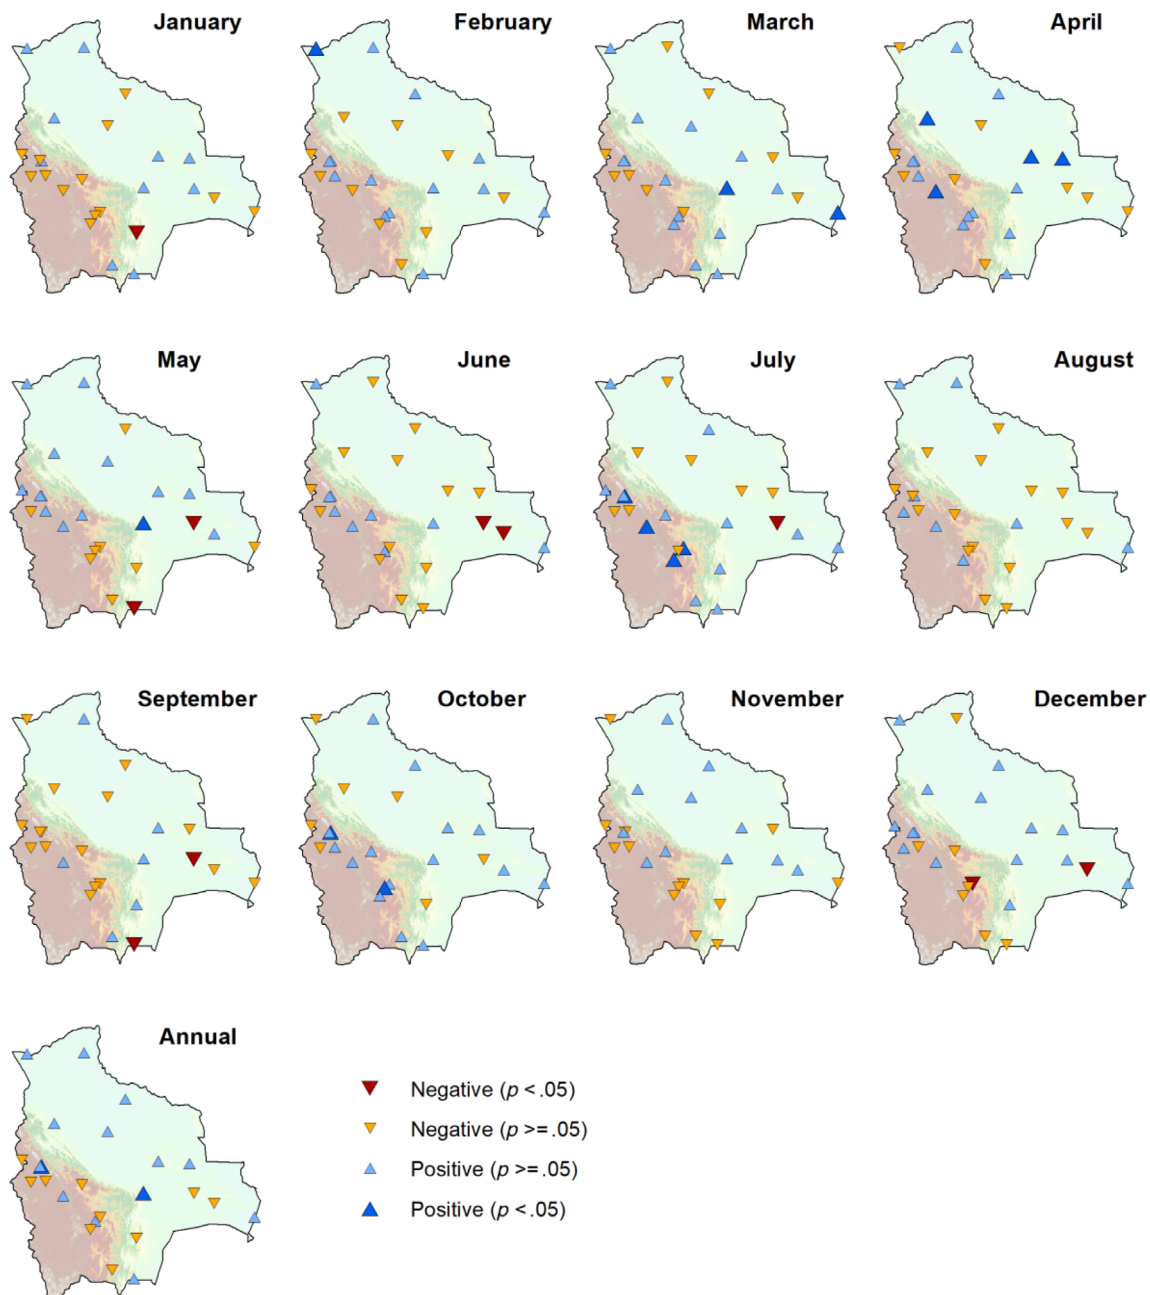 January
February
March
April
May
June
July
August
September
October
November
December
Annual
Negative (p <.05)
Negative (p >=.05)
Positive (p >=.05)
Positive (p <.05)